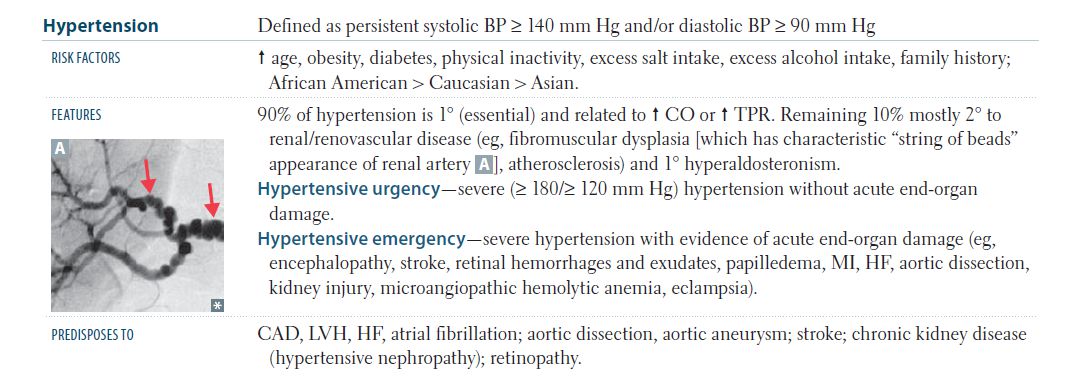 Hypertension
Defined as persistent systolic BP ≥ 140 mm Hg and/or diastolic BP ≥ 90 mm Hg
RISK FACTORS
↑ age, obesity, diabetes, physical inactivity, excess salt intake, excess alcohol intake, family history;
African American > Caucasian > Asian.
FEATURES
90% of hypertension is 1° (essential) and related to ↑ CO or ↑ TPR. Remaining 10% mostly 2° to
renal/renovascular disease (eg, fibromuscular dysplasia [which has characteristic “string of beads”
appearance of renal artery A], atherosclerosis) and 1° hyperaldosteronism.
Hypertensive urgency—severe (≥ 180/≥ 120 mm Hg) hypertension without acute end-organ
damage.
Hypertensive emergency—severe hypertension with evidence of acute end-organ damage (eg,
encephalopathy, stroke, retinal hemorrhages and exudates, papilledema, MI, HF, aortic dissection,
kidney injury, microangiopathic hemolytic anemia, eclampsia).
A
*
PREDISPOSES TO
CAD, LVH, HF, atrial fibrillation; aortic dissection, aortic aneurysm; stroke; chronic kidney disease
(hypertensive nephropathy); retinopathy.